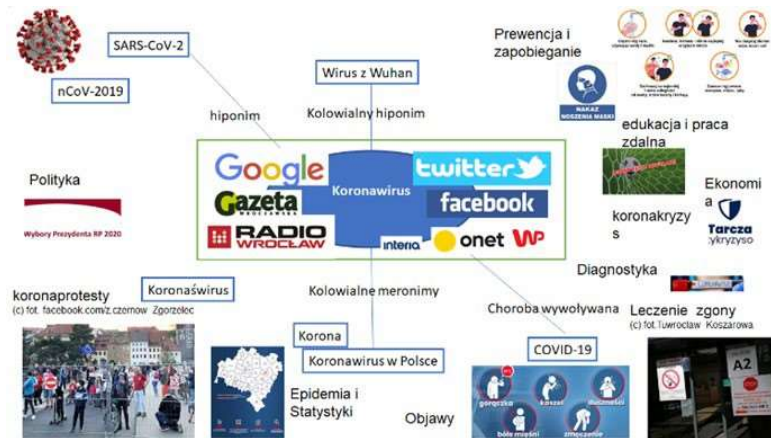 SARS-CoV-2
nCoV-2019
hiponim
Wirus z Wuhan
Kolowialny hiponim
Prewencja i
zapobieganie
NAKAZ
NOSZENIA MASKI
edukacja i praca
zdalna
Polityka
Wybory Prezydenta RP 2020
Google
twitter
Koronawirus
Gazeta
WROCŁAWSKA
facebook
RADIO
WROCŁAW
interia
onet
WP
Ekonomi
a
koronakryzy
s
Tarcza
:ykryzyso
Diagnostyka
koronaprotesty
(c) fot. facebook.com/z.czernow Zgorzelec
Koronaświrus
Kolowialne meronimy
Choroba wywoływana
Leczenie zgony
(c) fot.Tuwroclaw Koszarowa
Korona
Koronawirus w Polsce
COVID-19
Epidemia i
Statystyki
Objawy
gorączka
kaszel
duszności
bóle mięśni
zmęczenie
A2